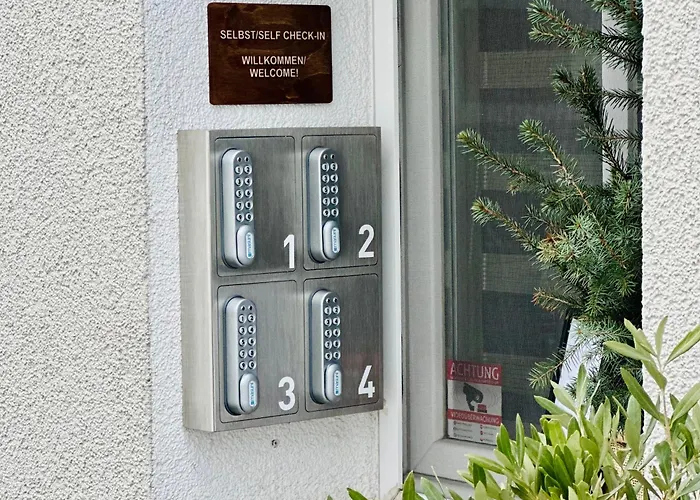 SELBST/SELF CHECK-IN
WILLKOMMEN/
WELCOME!
1
2
3
4
ACHTUNG